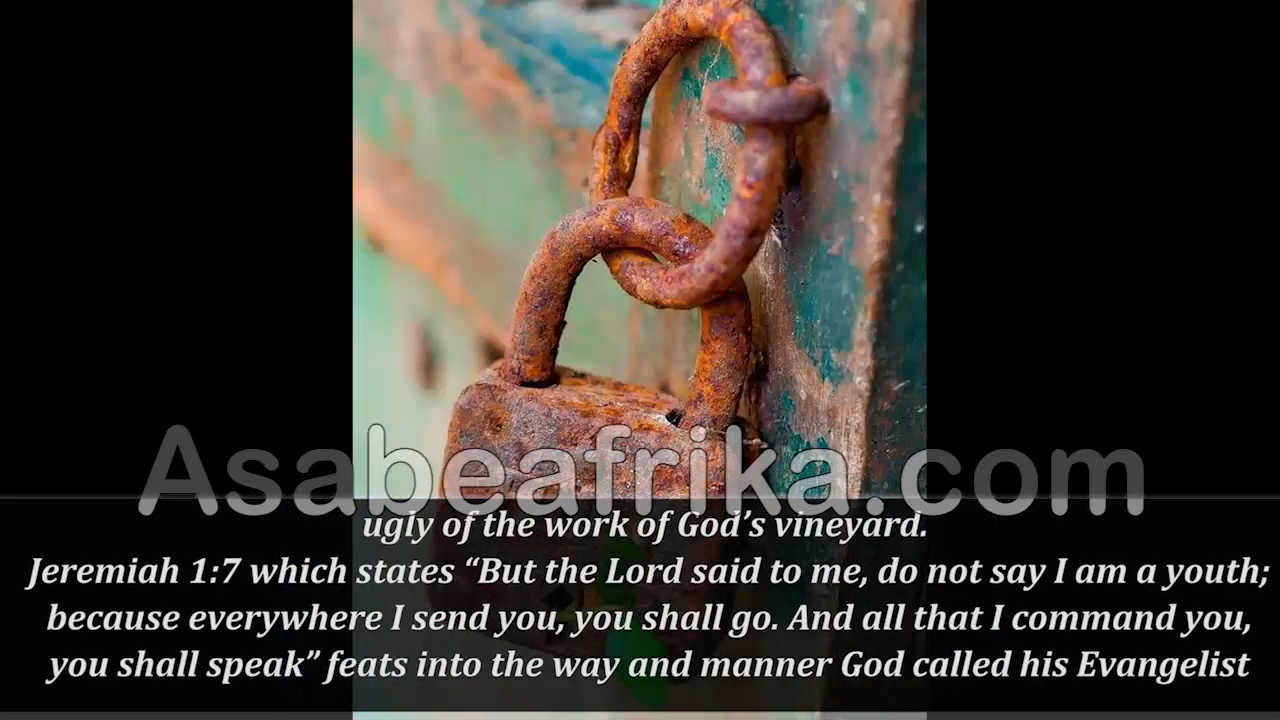 Asabeafrika.com
ugly of the work of God’s vineyard.
Jeremiah 1:7 which states “But the Lord said to me, do not say I am a youth;
because everywhere I send you, you shall go. And all that I command you,
you shall speak” feats into the way and manner God called his Evangelist